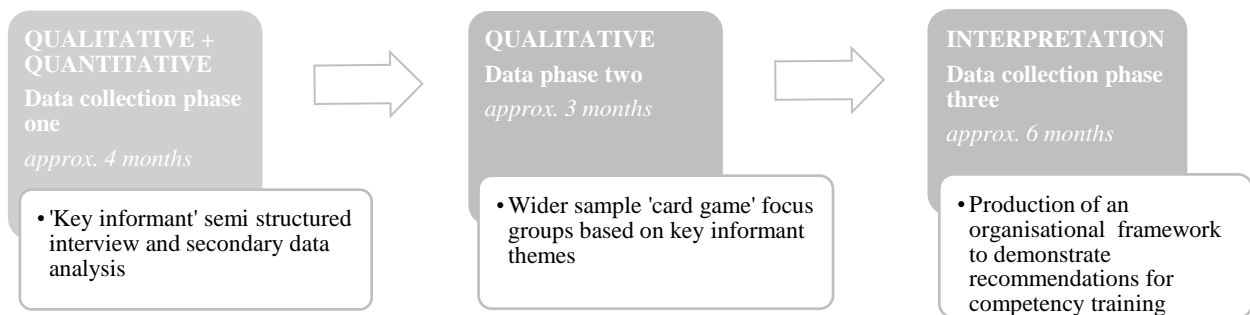 QUALITATIVE +
QUANTITATIVE
Data collection phase
one
approx. 4 months
• 'Key informant' semi structured
interview and secondary data
analysis
QUALITATIVE
Data phase two
approx. 3 months
• Wider sample 'card game' focus
groups based on key informant
themes
INTERPRETATION
Data collection phase
three
approx. 6 months
• Production of an
organisational framework
to demonstrate
recommendations for
competency training